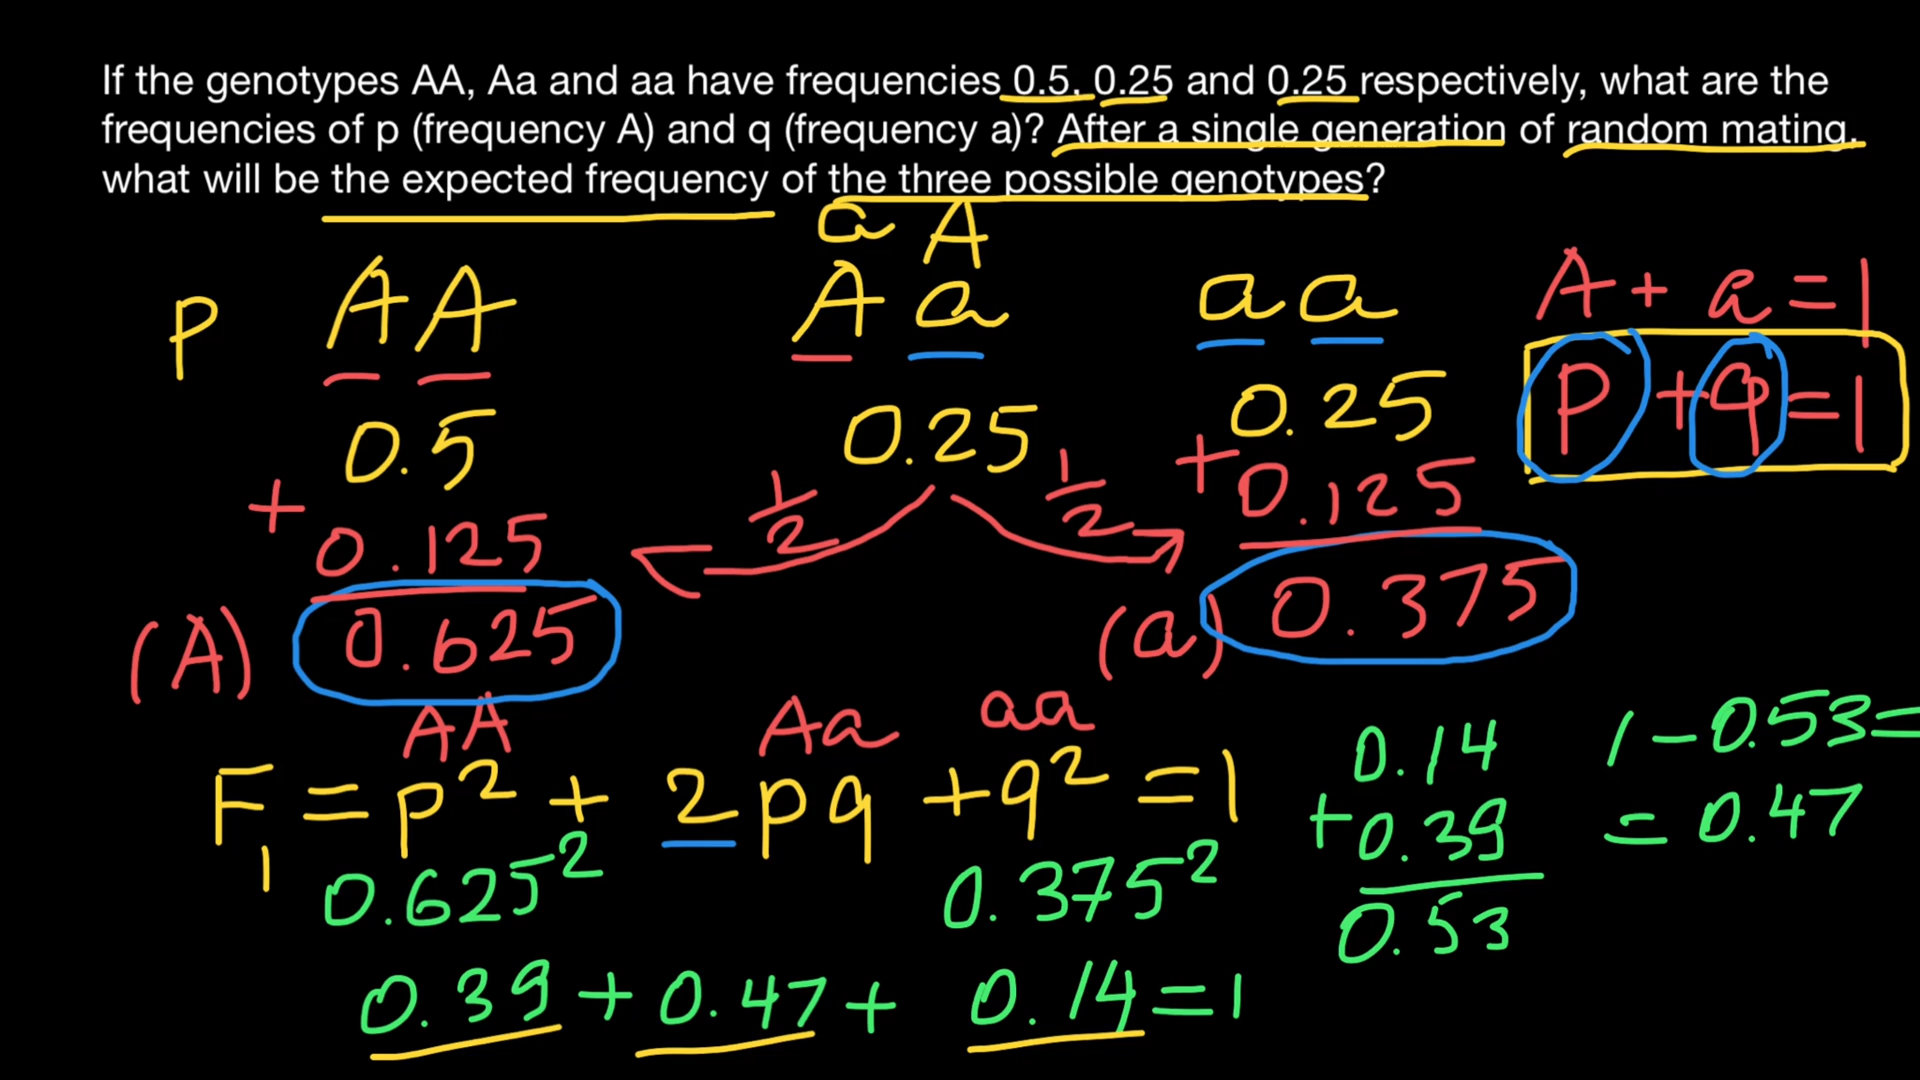 If the genotypes AA, Aa and aa have frequencies 0.5, 0.25 and 0.25 respectively, what are the
frequencies of p (frequency A) and q (frequency a)? After a single generation of random mating,
what will be the expected frequency of the three possible genotypes?
a A
P AA Aa aa A + a = 1
P + q = 1
0.5 0.25 0.25
+ 0.125 1/2 1/2 + 0.125
(A) 0.625 (a) 0.375
AA Aa aa
F1 = p² + 2pq + q² = 1
0.625² 0.375²
0.39 + 0.47 + 0.14 = 1
0.14
+ 0.39
0.53
1 - 0.53 =
= 0.47